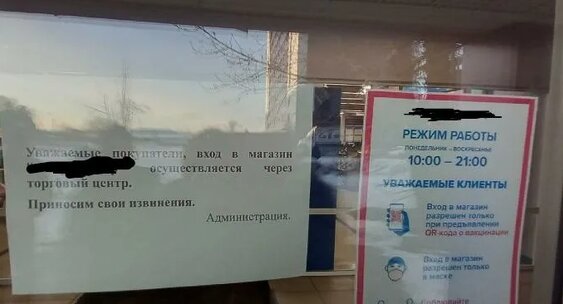 Уважаемые покупатели, вход в магазин
осуществляется через
торговый центр.
Приносим свои извинения.
Администрация.
РЕЖИМ РАБОТЫ
ПОНЕДЕЛЬНИК – ВОСКРЕСЕНЬЕ
10:00 – 21:00
УВАЖАЕМЫЕ КЛИЕНТЫ
Вход в магазин
разрешен только
при предъявлении
QR-кода о вакцинации
Вход в магазин
разрешен только
в маске
Соблюдайте